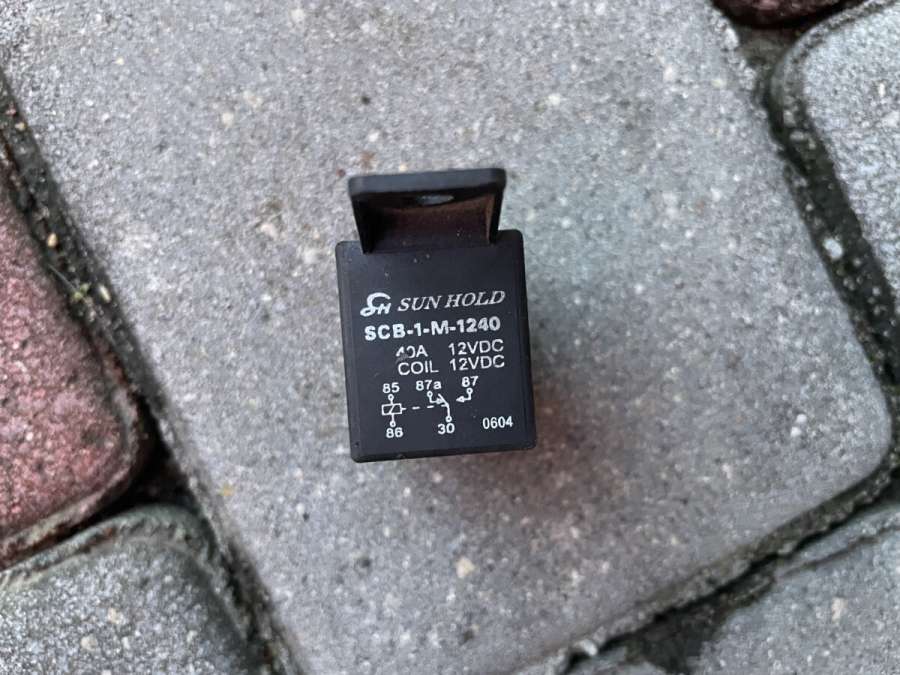 SH SUN HOLD
SCB-1-M-1240
40A 12VDC
COIL 12VDC
85 87a 87
86 30 0604